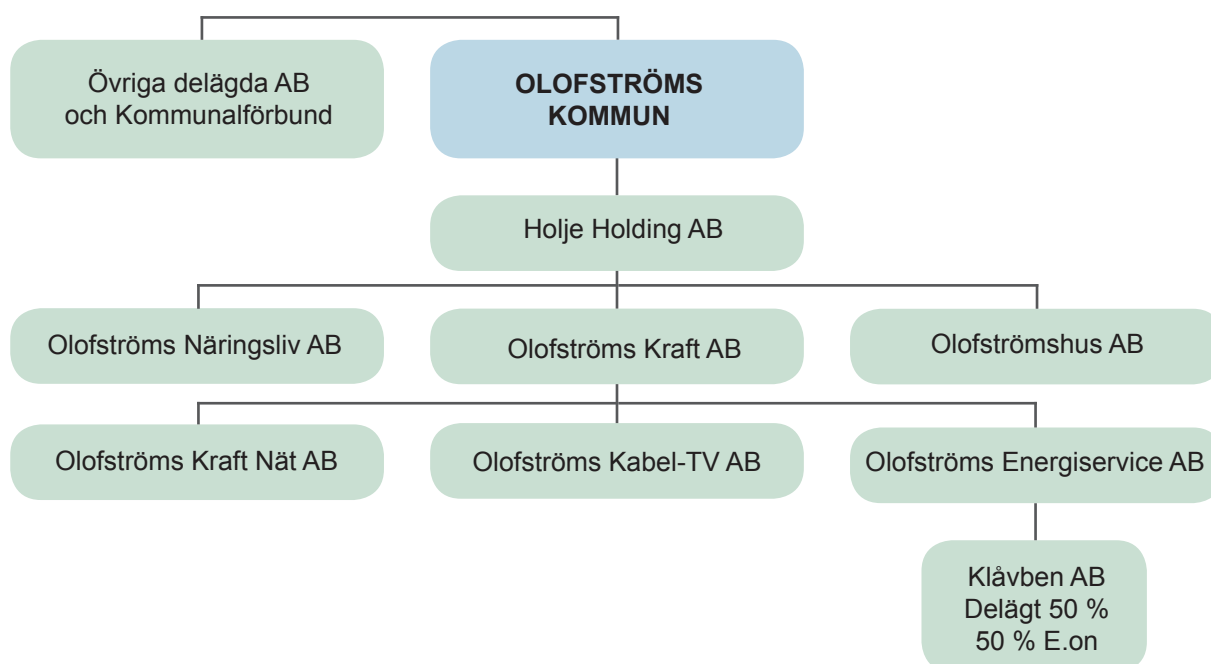 Övriga delägda AB
och Kommunalförbund
OLOFSTRÖMS
KOMMUN
Holje Holding AB
Olofströms Näringsliv AB
Olofströms Kraft AB
Olofströmshus AB
Olofströms Kraft Nät AB
Olofströms Kabel-TV AB
Olofströms Energiservice AB
Klåvben AB
Delägt 50 %
50 % E.on